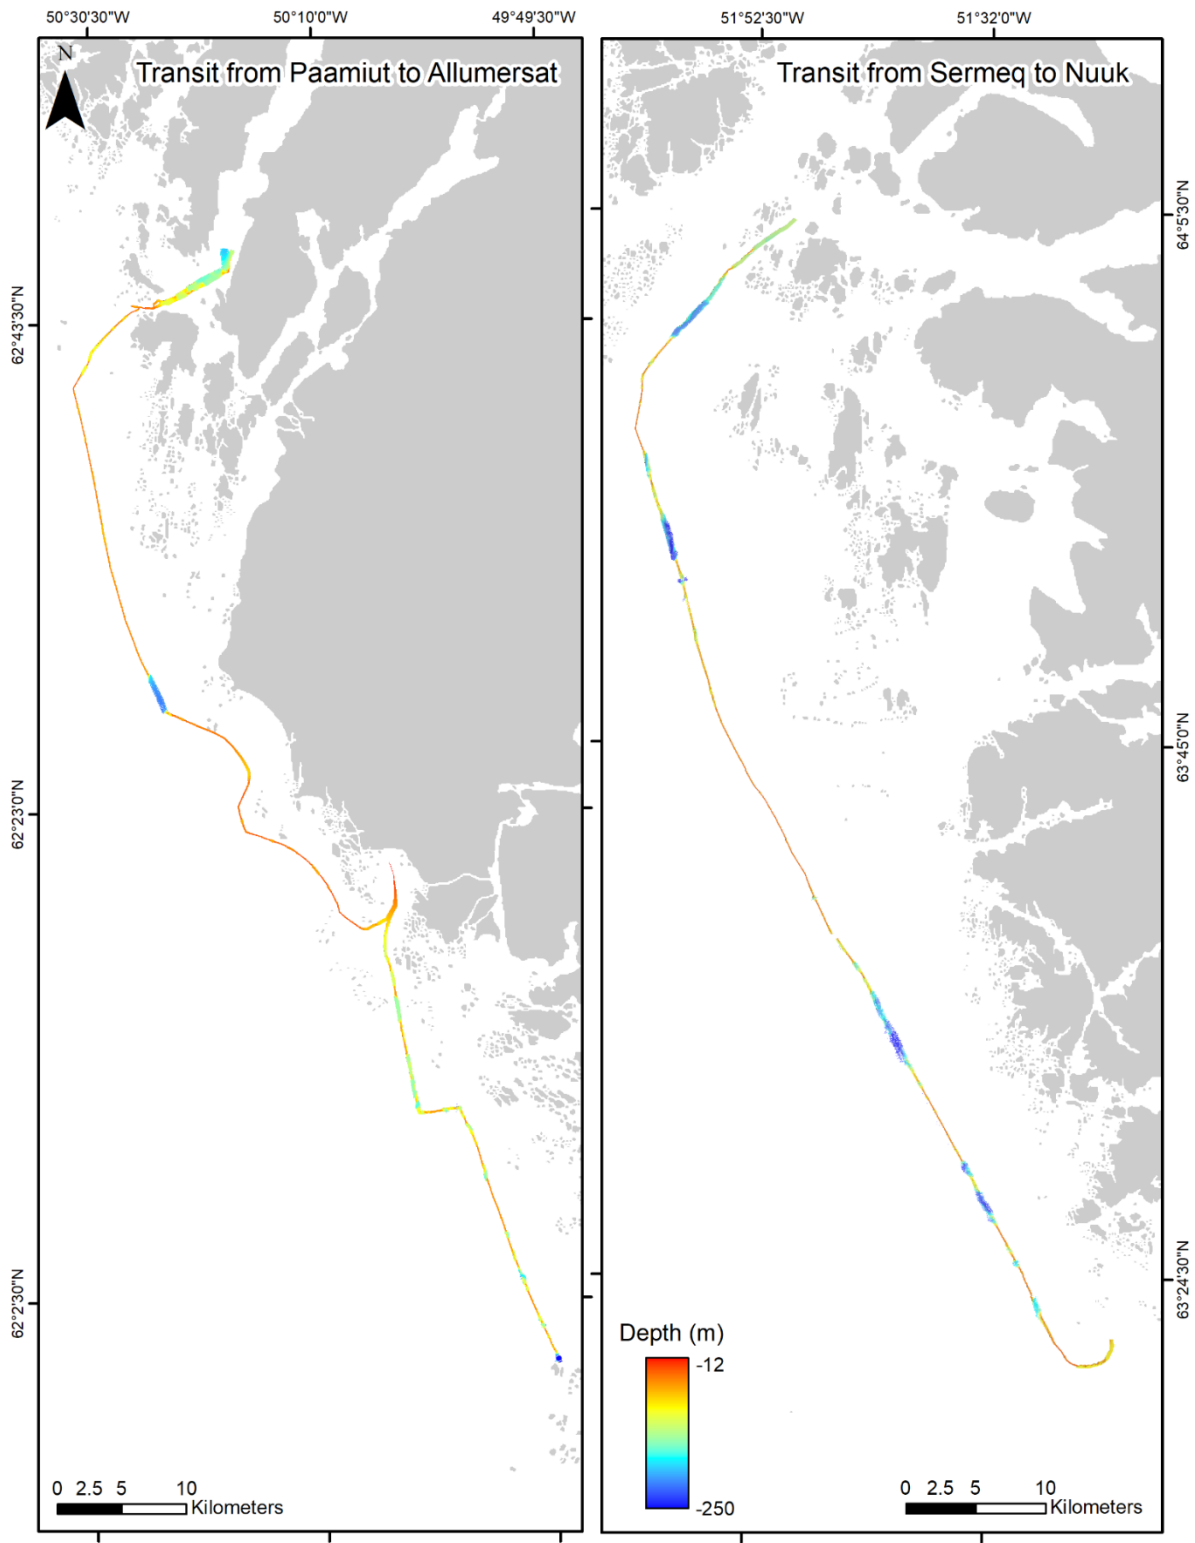 50°30'30"W 50°10'0"W 49°49'30"W
51°52'30"W 51°32'0"W
N
Transit from Paamiut to Allumersat
Transit from Sermeq to Nuuk
62°43'30"N
62°23'0"N
62°2'30"N
64°5'30"N
63°45'0"N
63°24'30"N
Depth (m)
-12
-250
0 2.5 5 10
Kilometers
0 2.5 5 10
Kilometers